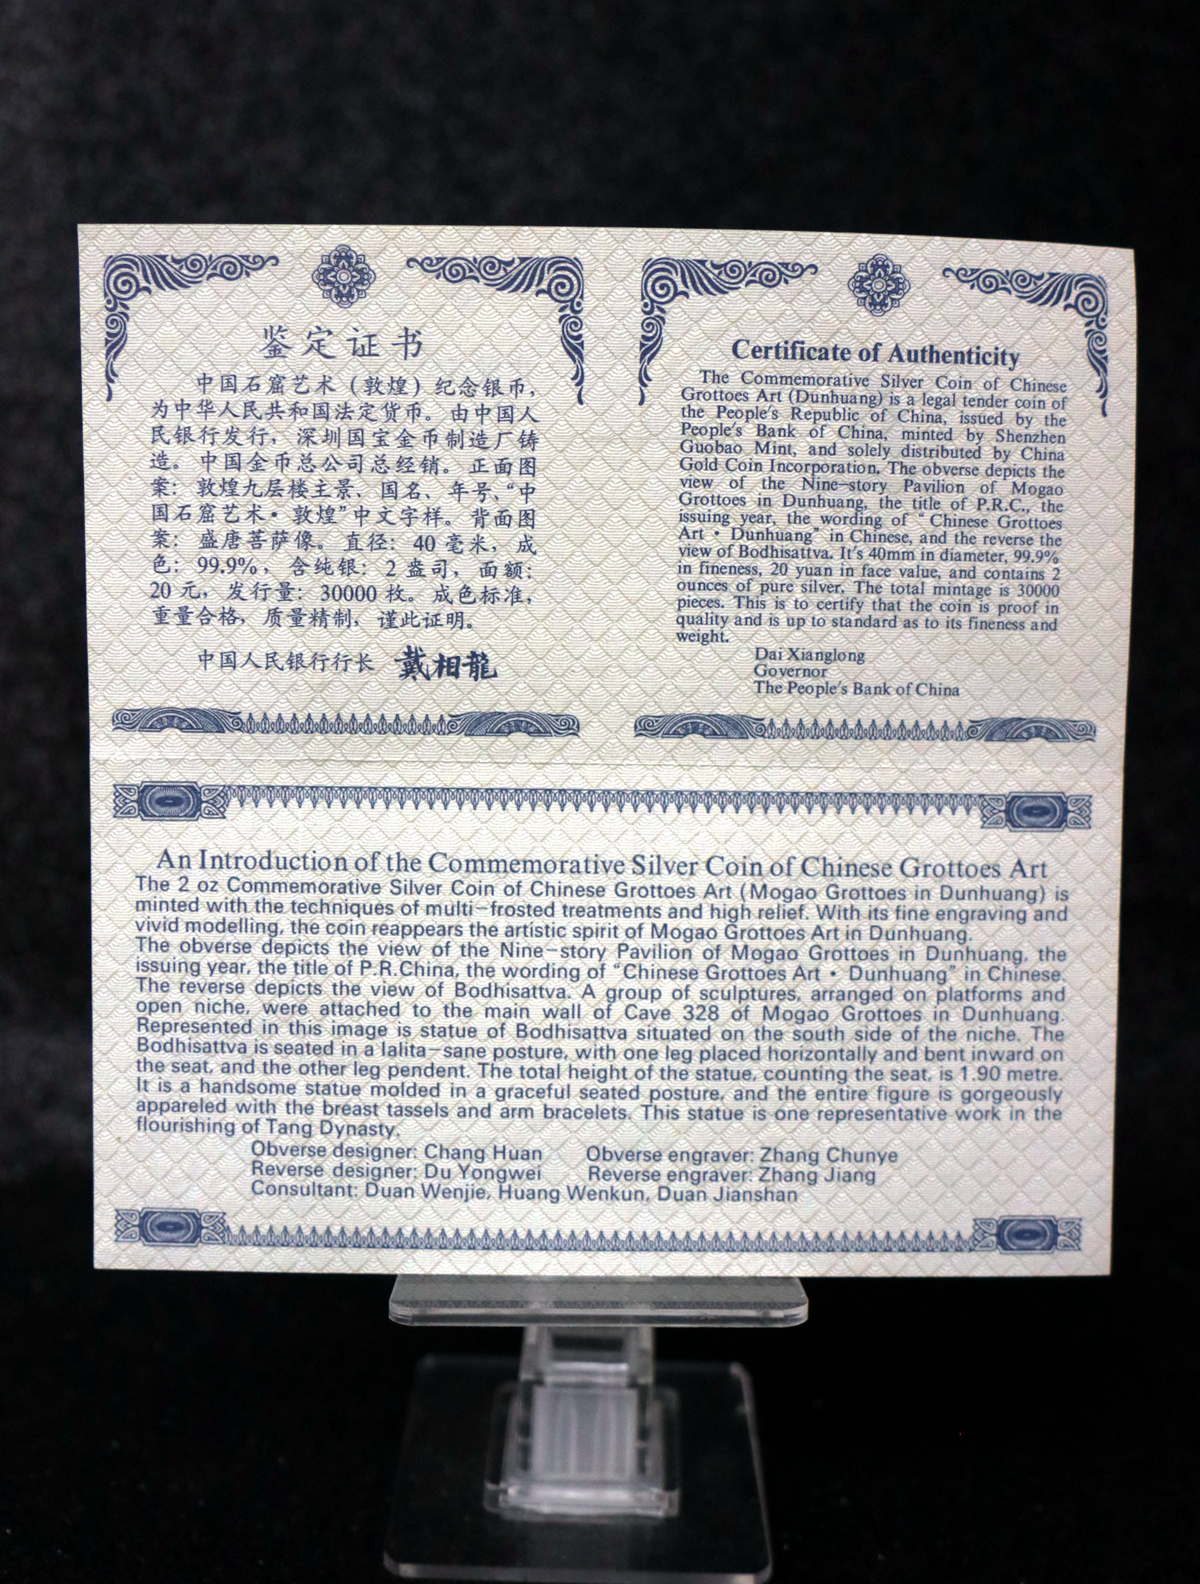 鉴定证书
中国石窟艺术（敦煌）纪念银币，
为中华人民共和国法定货币。由中国人
民银行发行，深圳国宝金币制造厂铸
造。中国金币总公司总经销。正面图
案：敦煌九层楼主景、国名、年号、“中
国石窟艺术·敦煌”中文字样。背面图
案：盛唐菩萨像。直径：40 毫米，成
色：99.9%，含纯银：2 盎司，面额：
20 元，发行量：30000 枚。成色标准，
重量合格，质量精制，谨此证明。
中国人民银行行长 戴相龍
Certificate of Authenticity
The Commemorative Silver Coin of Chinese
Grottoes Art (Dunhuang) is a legal tender coin of
the People's Republic of China, issued by the
People's Bank of China, minted by Shenzhen
Guobao Mint, and solely distributed by China
Gold Coin Incorporation. The obverse depicts the
view of the Nine-story Pavilion of Mogao
Grottoes in Dunhuang, the title of P.R.C., the
issuing year, the wording of “Chinese Grottoes
Art • Dunhuang” in Chinese, and the reverse the
view of Bodhisattva. It's 40mm in diameter, 99.9%
in fineness, 20 yuan in face value, and contains 2
ounces of pure silver. The total mintage is 30000
pieces. This is to certify that the coin is proof in
quality and is up to standard as to its fineness and
weight.
Dai Xianglong
Governor
The People's Bank of China
An Introduction of the Commemorative Silver Coin of Chinese Grottoes Art
The 2 oz Commemorative Silver Coin of Chinese Grottoes Art (Mogao Grottoes in Dunhuang) is
minted with the techniques of multi-frosted treatments and high relief. With its fine engraving and
vivid modelling, the coin reappears the artistic spirit of Mogao Grottoes Art in Dunhuang.
The obverse depicts the view of the Nine-story Pavilion of Mogao Grottoes in Dunhuang, the
issuing year, the title of P.R.China, the wording of “Chinese Grottoes Art • Dunhuang” in Chinese.
The reverse depicts the view of Bodhisattva. A group of sculptures, arranged on platforms and
open niche, were attached to the main wall of Cave 328 of Mogao Grottoes in Dunhuang.
Represented in this image is statue of Bodhisattva situated on the south side of the niche. The
Bodhisattva is seated in a lalita-sane posture, with one leg placed horizontally and bent inward on
the seat, and the other leg pendent. The total height of the statue, counting the seat, is 1.90 metre.
It is a handsome statue molded in a graceful seated posture, and the entire figure is gorgeously
appareled with the breast tassels and arm bracelets. This statue is one representative work in the
flourishing of Tang Dynasty.
Obverse designer: Chang Huan Obverse engraver: Zhang Chunye
Reverse designer: Du Yongwei Reverse engraver: Zhang Jiang
Consultant: Duan Wenjie, Huang Wenkun, Duan Jianshan